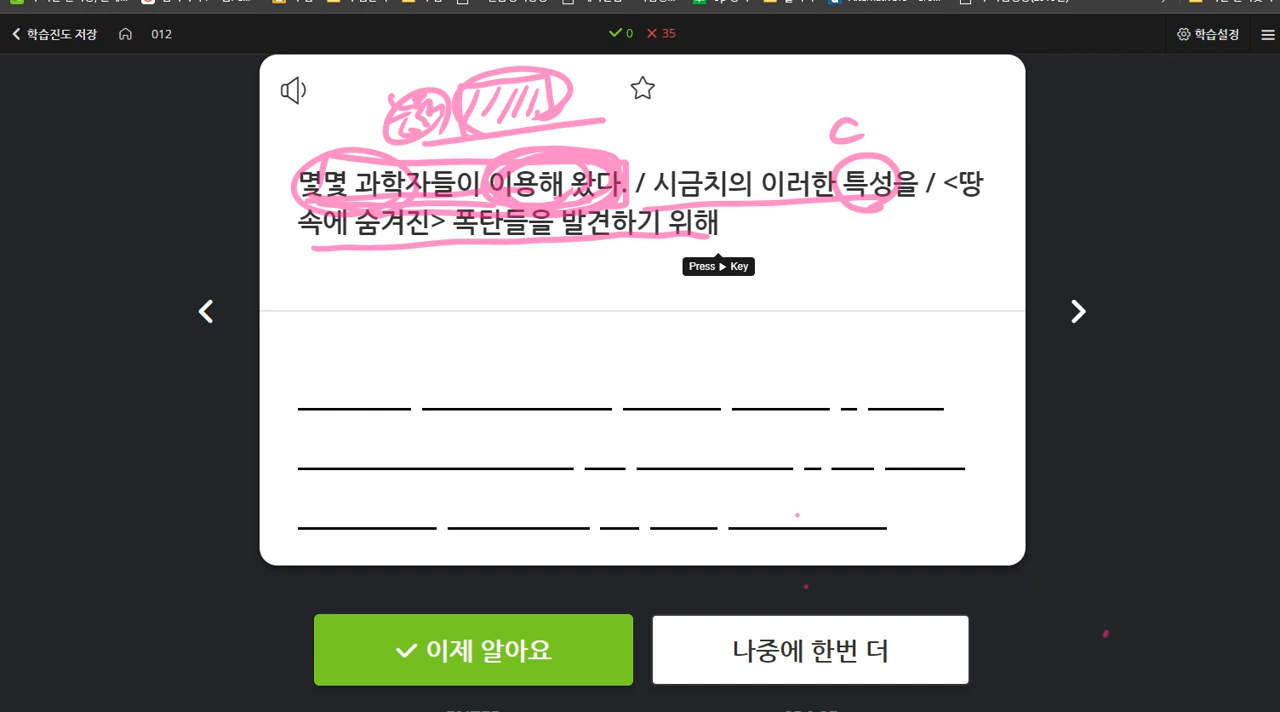 학습진도 저장
012
0
35
학습설정
C
몇몇 과학자들이 이용해 왔다. / 시금치의 이러한 특성을 / <땅
속에 숨겨진> 폭탄들을 발견하기 위해
Press ▶ Key
이제 알아요
나중에 한번 더